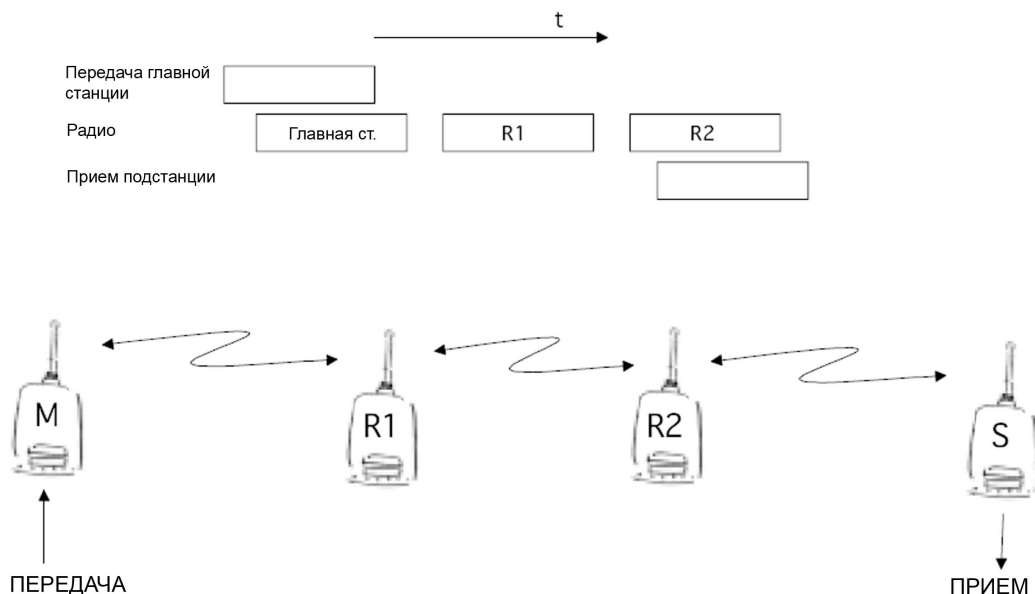 t
Передача главной
станции
Радио
Главная ст.
R1
R2
Прием подстанции
M
R1
R2
S
ПЕРЕДАЧА
ПРИЕМ